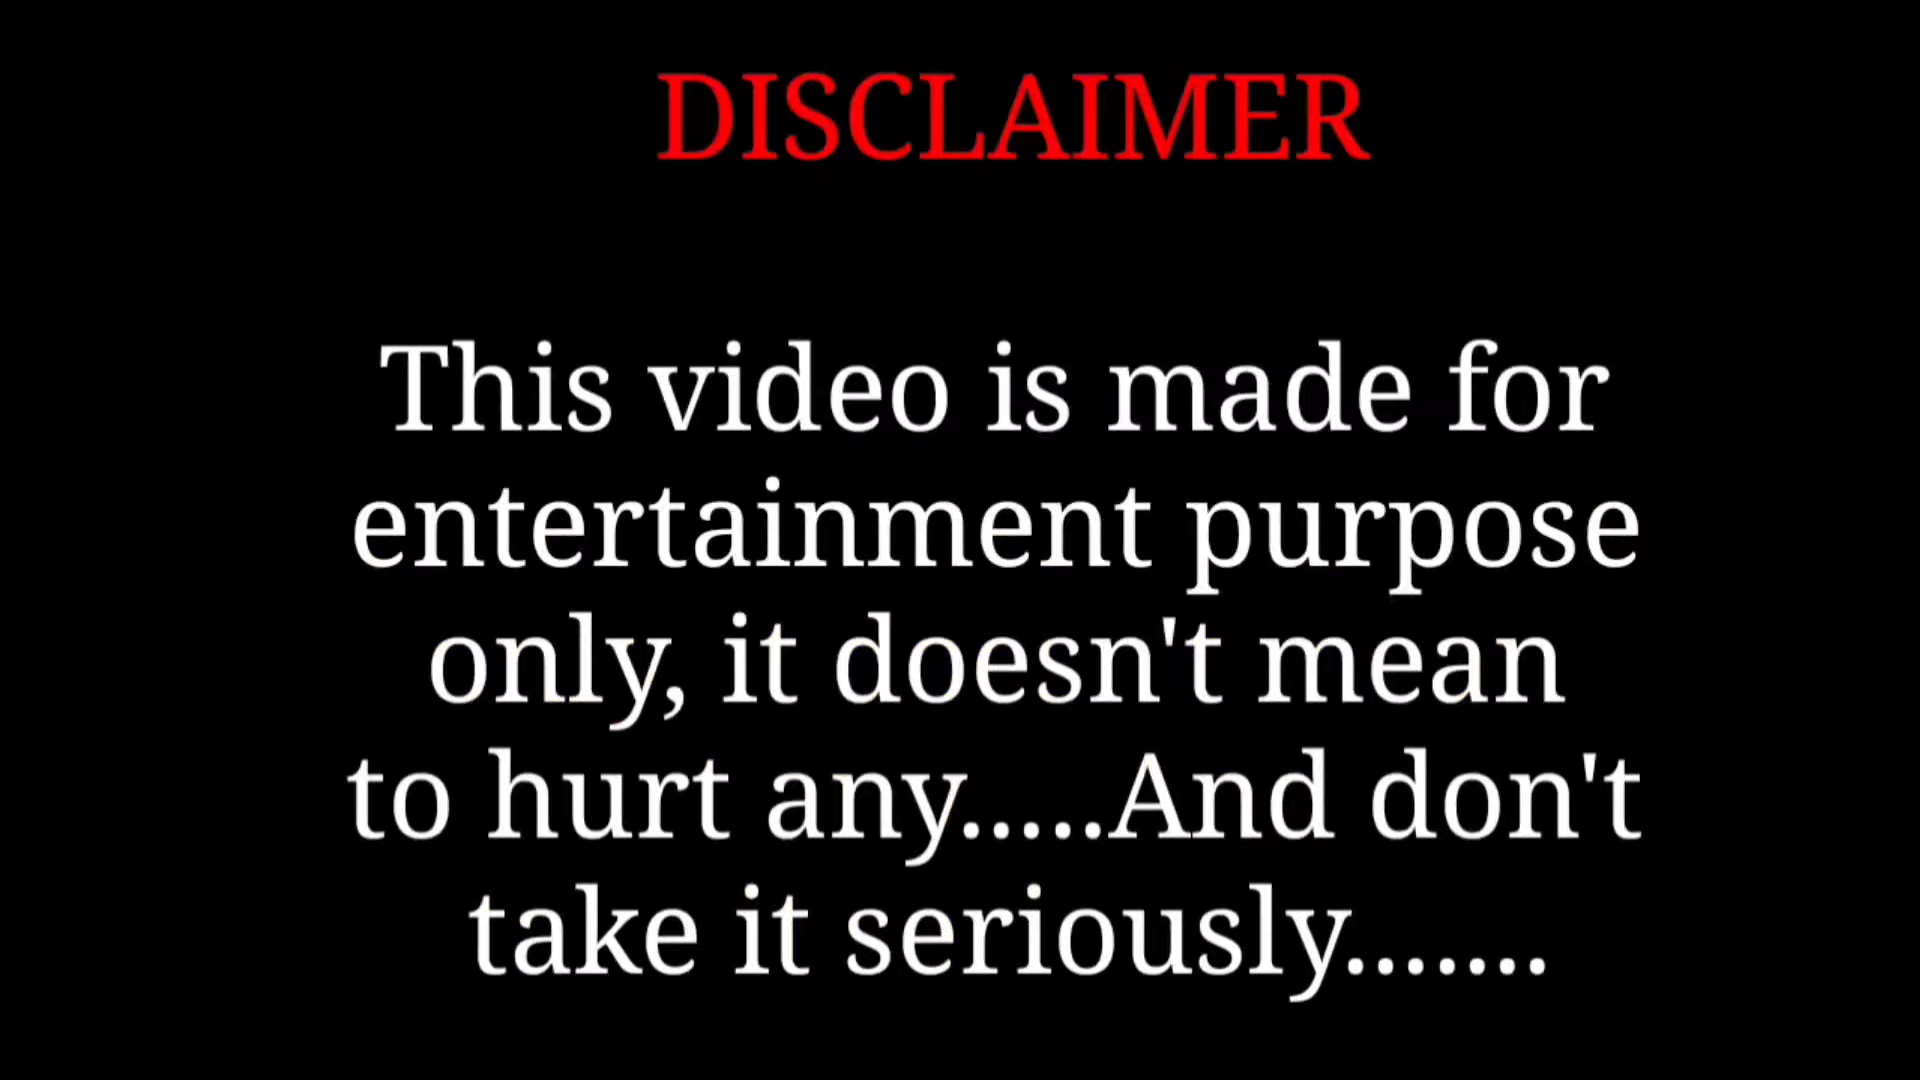 DISCLAIMER
This video is made for
entertainment purpose
only, it doesn't mean
to hurt any.....And don't
take it seriously.......